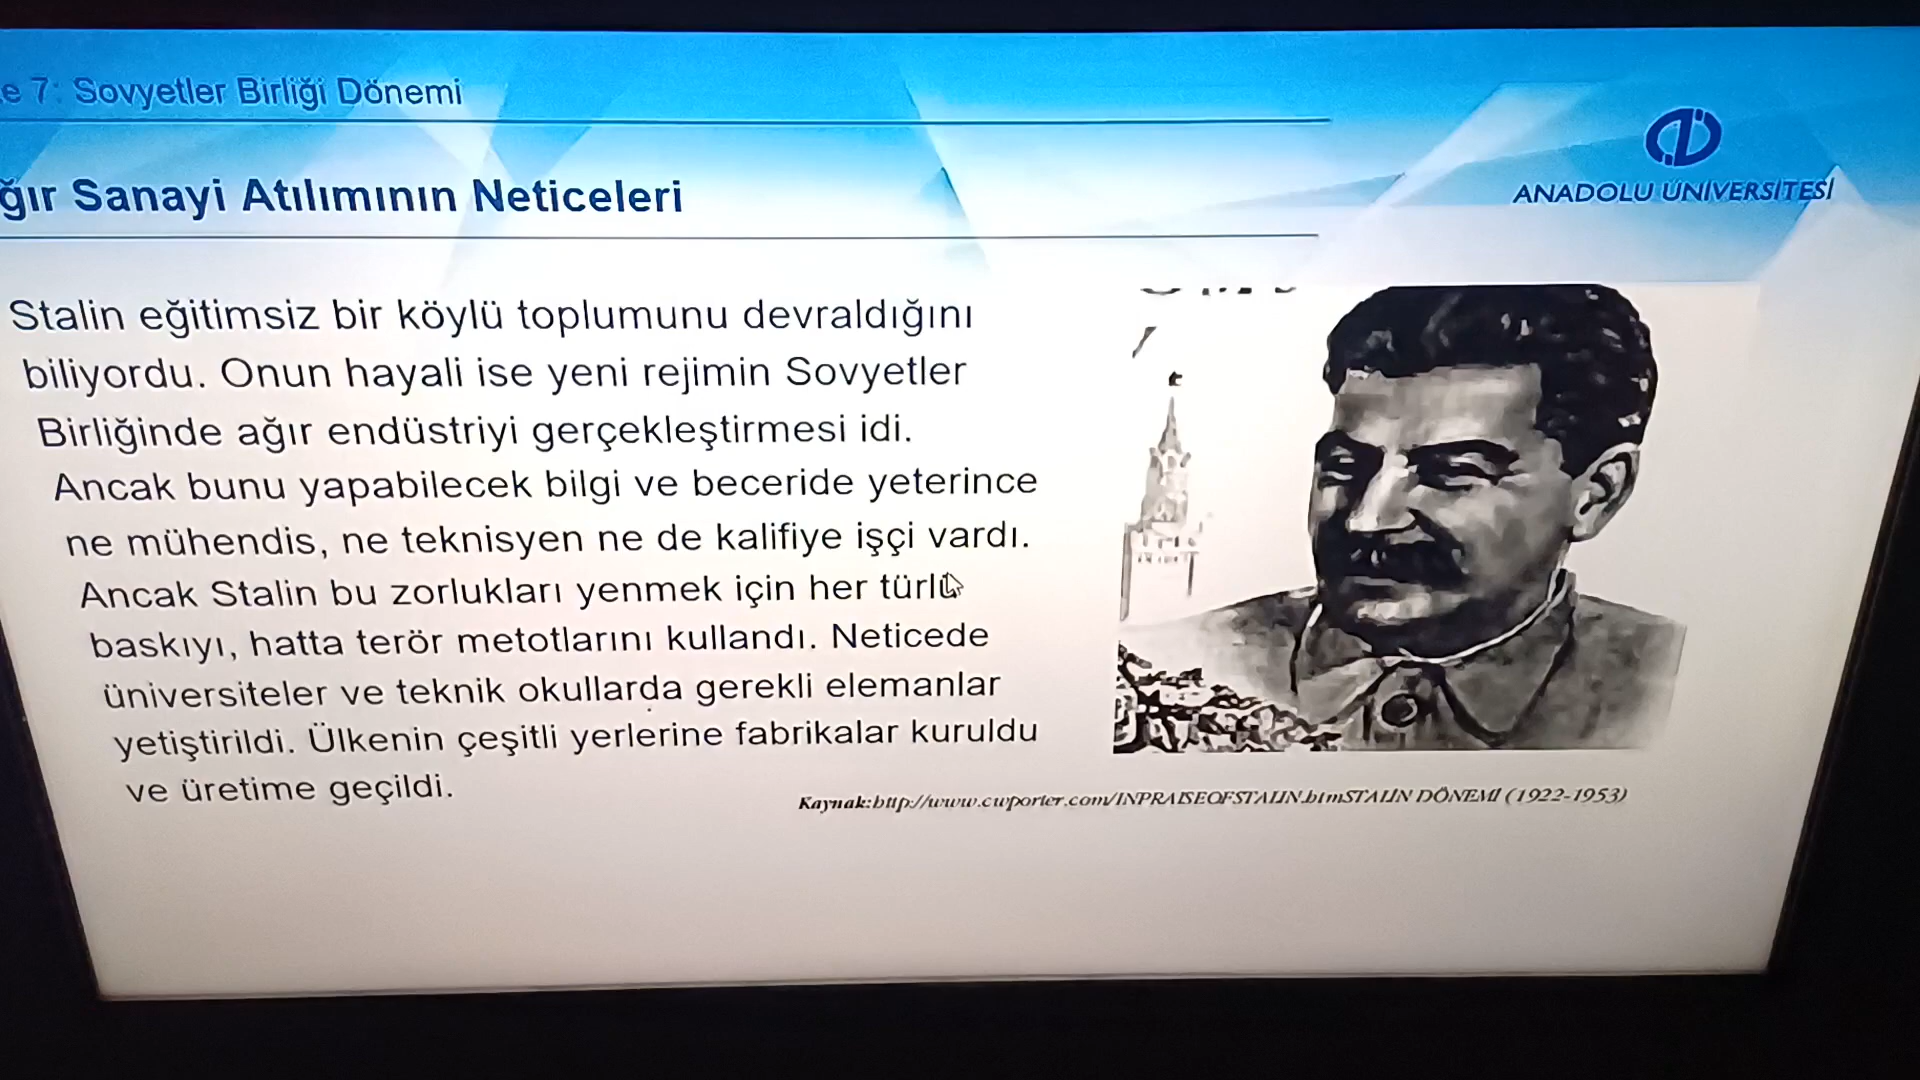 e 7: Sovyetler Birliği Dönemi
ANADOLU ÜNİVERSİTESİ
ğır Sanayi Atılımının Neticeleri
Stalin eğitimsiz bir köylü toplumunu devraldığını
biliyordu. Onun hayali ise yeni rejimin Sovyetler
Birliğinde ağır endüstriyi gerçekleştirmesi idi.
Ancak bunu yapabilecek bilgi ve beceride yeterince
ne mühendis, ne teknisyen ne de kalifiye işçi vardı.
Ancak Stalin bu zorlukları yenmek için her türlü
baskıyı, hatta terör metotlarını kullandı. Neticede
üniversiteler ve teknik okullarda gerekli elemanlar
yetiştirildi. Ülkenin çeşitli yerlerine fabrikalar kuruldu
ve üretime geçildi.
Kaynak:http://www.cwporter.com/INPRAISEOFSTALIN.htmSTALİN DÖNEMİ (1922-1953)